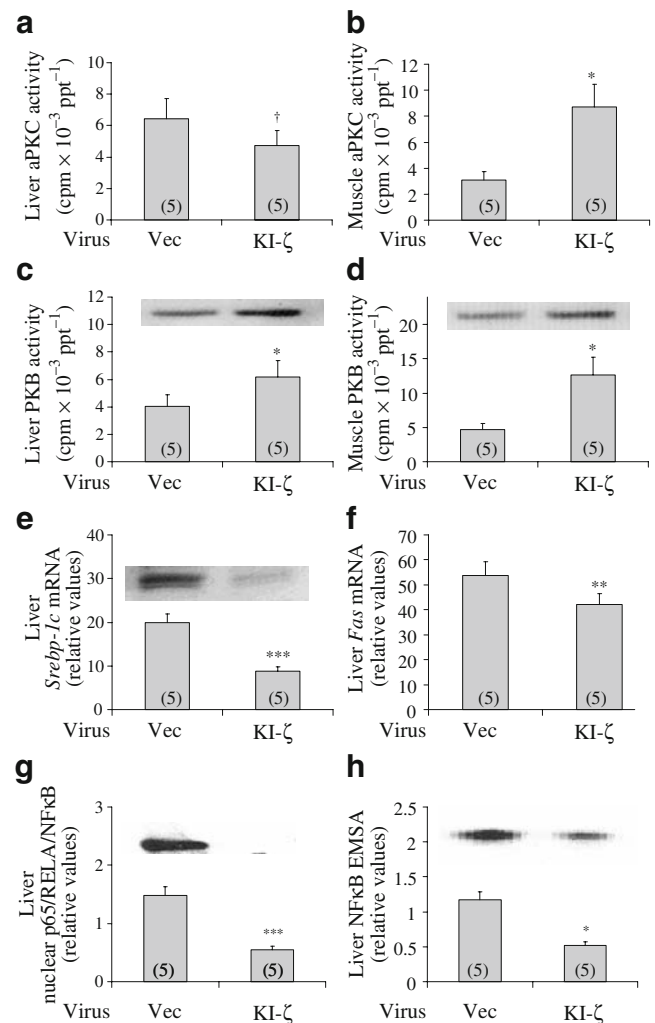 a
Liver aPKC activity
(cpm × 10⁻³ ppt⁻¹)
10
8
6
4
2
0
†
(5)
(5)
Virus Vec KI-ζ
b
Muscle aPKC activity
(cpm × 10⁻³ ppt⁻¹)
12
10
8
6
4
2
0
*
(5)
(5)
Virus Vec KI-ζ
c
Liver PKB activity
(cpm × 10⁻³ ppt⁻¹)
12
10
8
6
4
2
0
*
(5)
(5)
Virus Vec KI-ζ
d
Muscle PKB activity
(cpm × 10⁻³ ppt⁻¹)
20
15
10
5
0
*
(5)
(5)
Virus Vec KI-ζ
e
Liver
Srebp-1c mRNA
(relative values)
40
30
20
10
0
***
(5)
(5)
Virus Vec KI-ζ
f
Liver Fas mRNA
(relative values)
70
60
50
40
30
20
10
0
**
(5)
(5)
Virus Vec KI-ζ
g
Liver
nuclear p65/RELA/NFκB
(relative values)
3
2
1
0
***
(5)
(5)
Virus Vec KI-ζ
h
Liver NFκB EMSA
(relative values)
2.5
2
1.5
1
0.5
0
*
(5)
(5)
Virus Vec KI-ζ